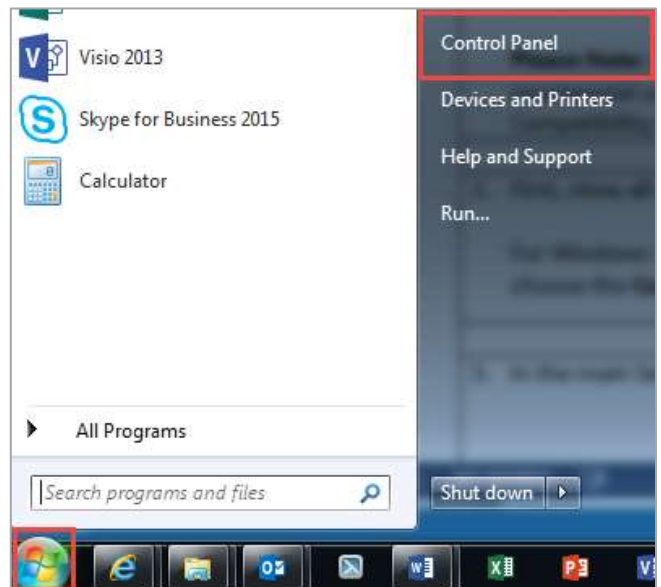 Visio 2013
Skype for Business 2015
Calculator
All Programs
Search programs and files
Control Panel
Devices and Printers
Help and Support
Run...
Shut down